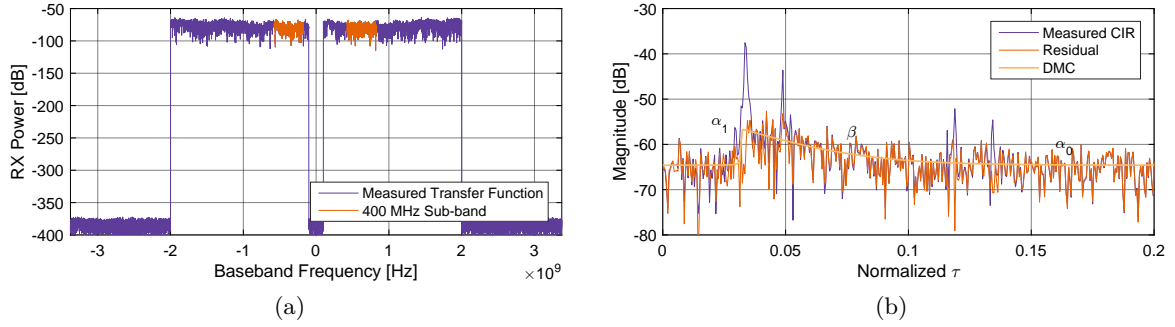 -50
-100
-150
-200
-250
-300
-350
-400
RX Power [dB]
-3
-2
-1
0
1
2
3
Baseband Frequency [Hz]
×10⁹
Measured Transfer Function
400 MHz Sub-band
(a)
-30
-40
-50
-60
-70
-80
Magnitude [dB]
0
0.05
0.1
0.15
0.2
Normalized τ
Measured CIR
Residual
DMC
α₁
β
α₀
(b)